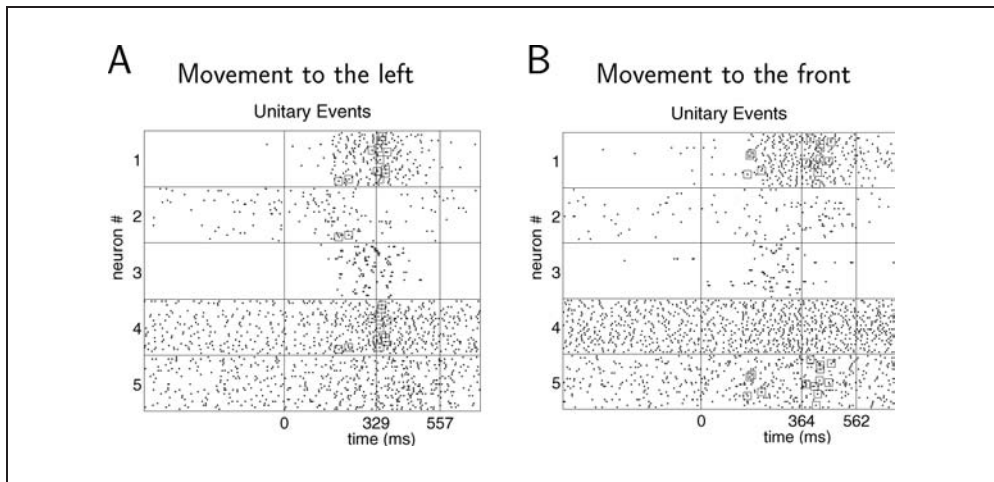 A
Movement to the left
Unitary Events
neuron #
1
2
3
4
5
0 329 557
time (ms)
B
Movement to the front
Unitary Events
neuron #
1
2
3
4
5
0 364 562
time (ms)